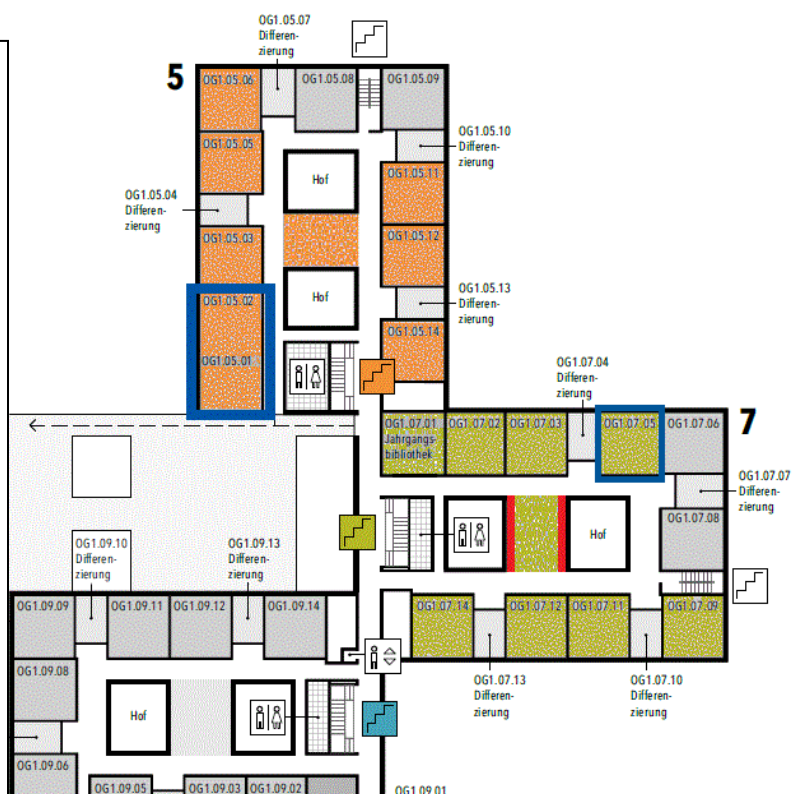 OG1.05.07
Differen-
zierung
5
OG1.05.06
OG1.05.08
OG1.05.09
OG1.05.05
OG1.05.10
Differen-
zierung
Hof
OG1.05.11
OG1.05.04
Differen-
zierung
OG1.05.03
OG1.05.12
OG1.05.02
Hof
OG1.05.13
Differen-
zierung
OG1.05.14
OG1.05.01
OG1.07.04
Differen-
zierung
OG1.07.01
Jahrgangs-
bibliothek
OG1.07.02
OG1.07.03
OG1.07.05
OG1.07.06
7
OG1.07.07
Differen-
zierung
OG1.07.08
Hof
OG1.09.10
Differen-
zierung
OG1.09.13
Differen-
zierung
OG1.09.09
OG1.09.11
OG1.09.12
OG1.09.14
OG1.07.14
OG1.07.12
OG1.07.11
OG1.07.09
OG1.09.08
OG1.07.13
Differen-
zierung
OG1.07.10
Differen-
zierung
Hof
OG1.09.06
OG1.09.05
OG1.09.03
OG1.09.02
OG1.09.01